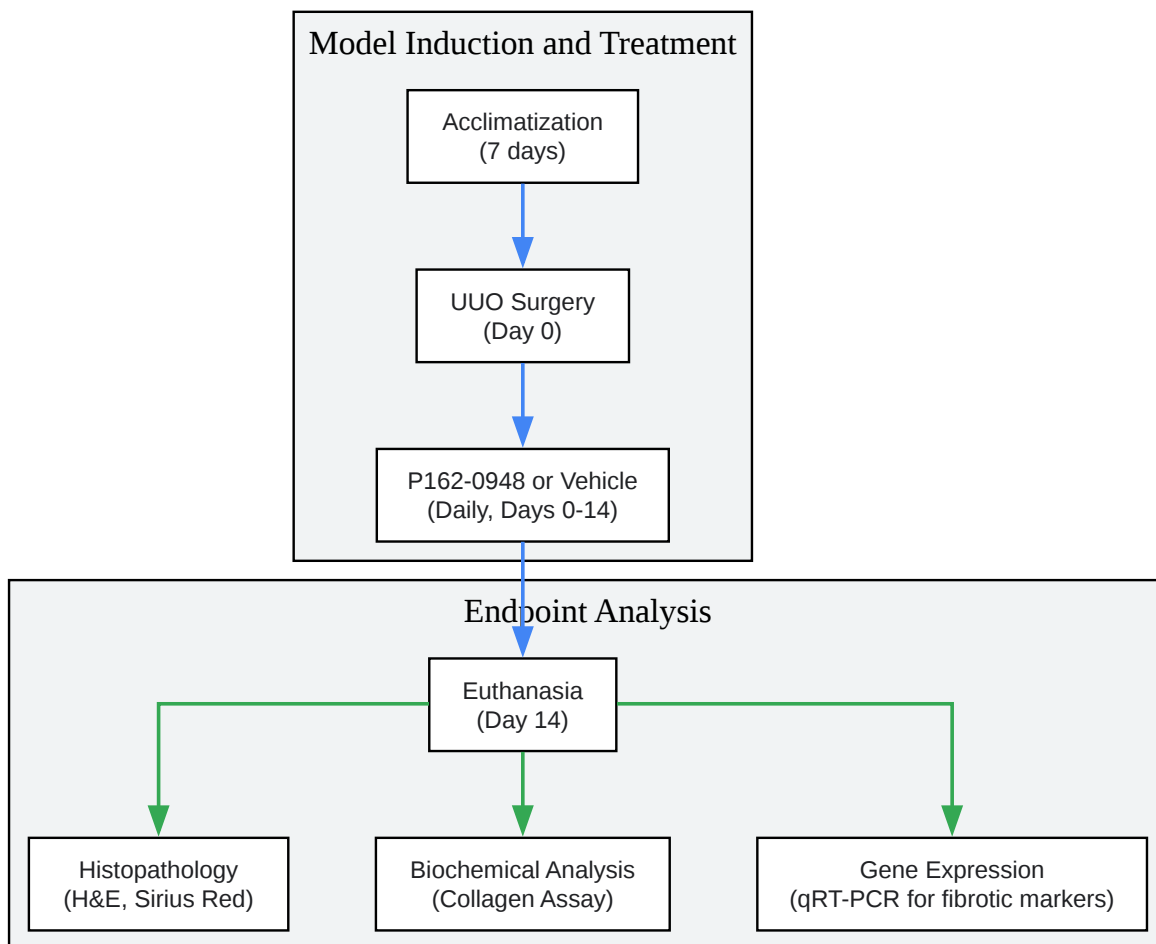 Model Induction and Treatment
Acclimatization
(7 days)
UUO Surgery
(Day 0)
P162-0948 or Vehicle
(Daily, Days 0-14)
Endpoint Analysis
Euthanasia
(Day 14)
Histopathology
(H&E, Sirius Red)
Biochemical Analysis
(Collagen Assay)
Gene Expression
(qRT-PCR for fibrotic markers)